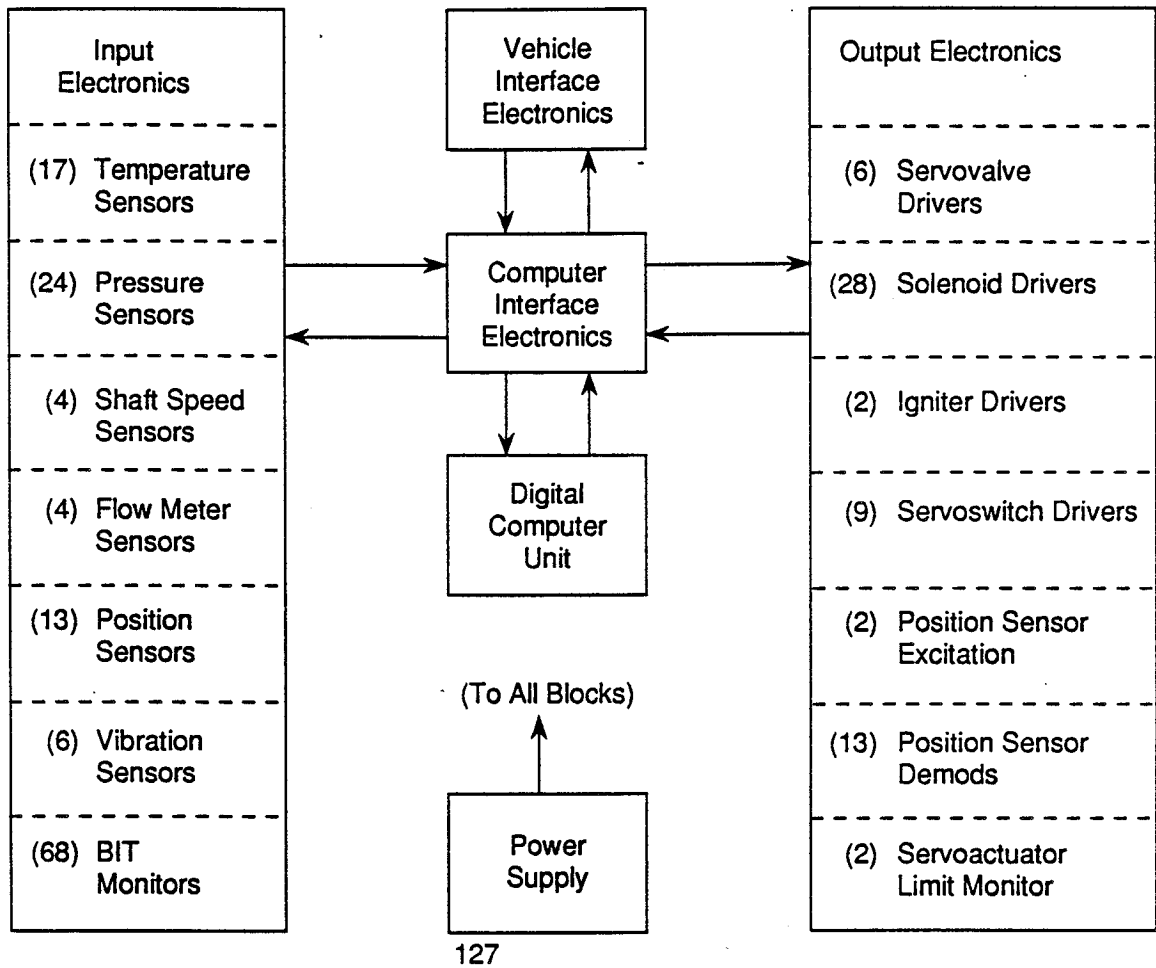 Input
Electronics
(17) Temperature
Sensors
(24) Pressure
Sensors
(4) Shaft Speed
Sensors
(4) Flow Meter
Sensors
(13) Position
Sensors
(6) Vibration
Sensors
(68) BIT
Monitors
Vehicle
Interface
Electronics
Computer
Interface
Electronics
Digital
Computer
Unit
(To All Blocks)
Power
Supply
Output Electronics
(6) Servovalve
Drivers
(28) Solenoid Drivers
(2) Igniter Drivers
(9) Servoswitch Drivers
(2) Position Sensor
Excitation
(13) Position Sensor
Demods
(2) Servoactuator
Limit Monitor
127